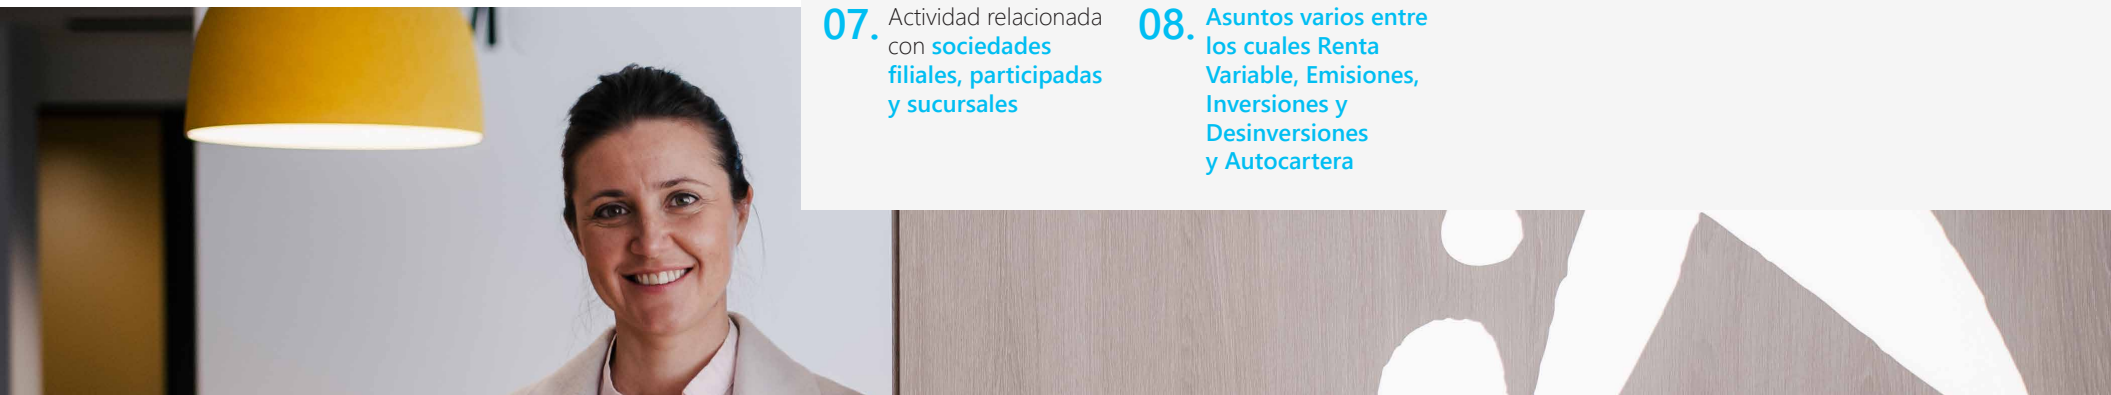 07.
Actividad relacionada
con sociedades
filiales, participadas
y sucursales
08.
Asuntos varios entre
los cuales Renta
Variable, Emisiones,
Inversiones y
Desinversiones
y Autocartera